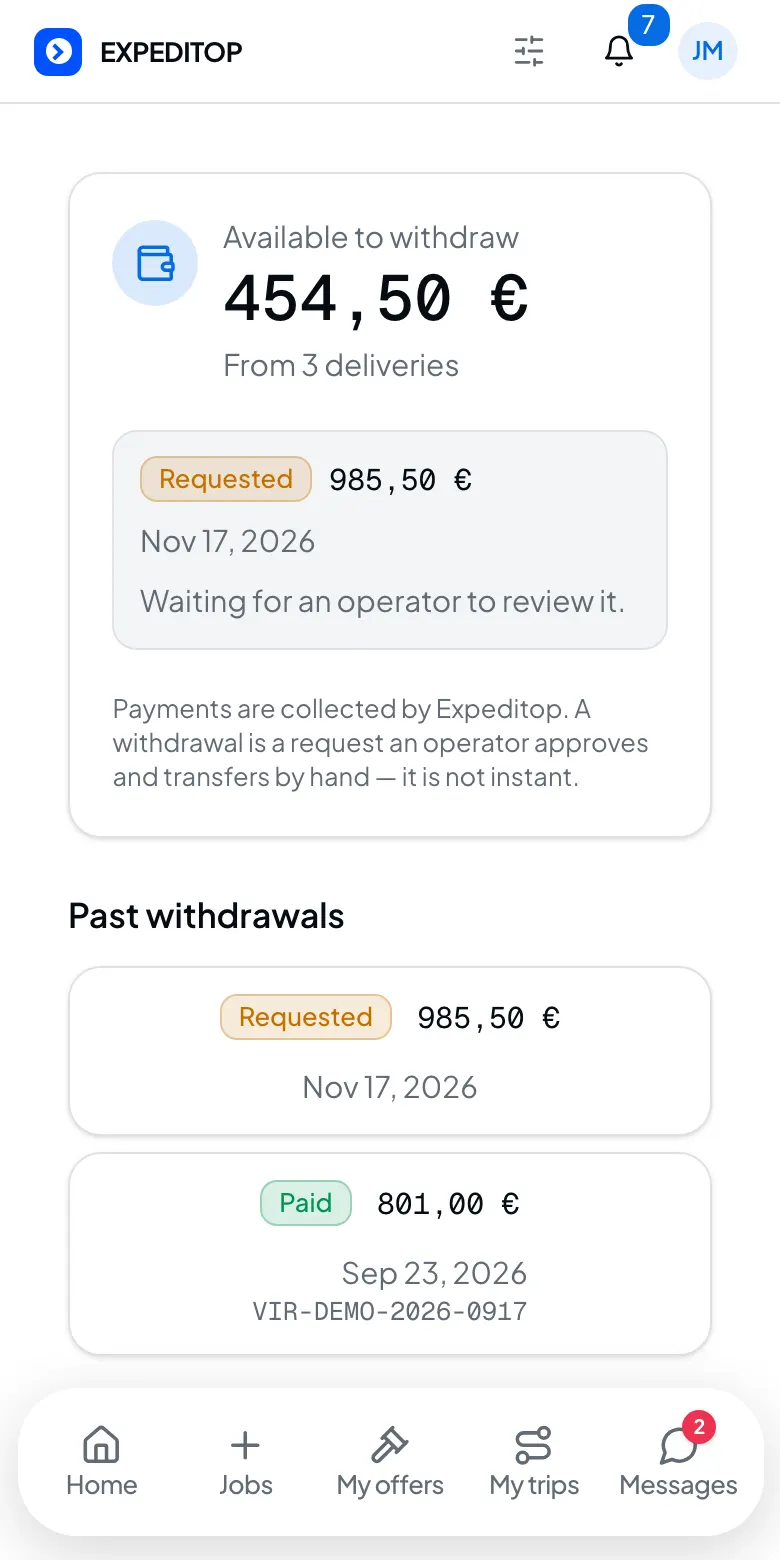 EXPEDITOP
7
JM
Available to withdraw
454,50 €
From 3 deliveries
Requested 985,50 €
Nov 17, 2026
Waiting for an operator to review it.
Payments are collected by Expeditop. A
withdrawal is a request an operator approves
and transfers by hand — it is not instant.
Past withdrawals
Requested 985,50 €
Nov 17, 2026
Paid 801,00 €
Sep 23, 2026
VIR-DEMO-2026-0917
2
Home Jobs My offers My trips Messages